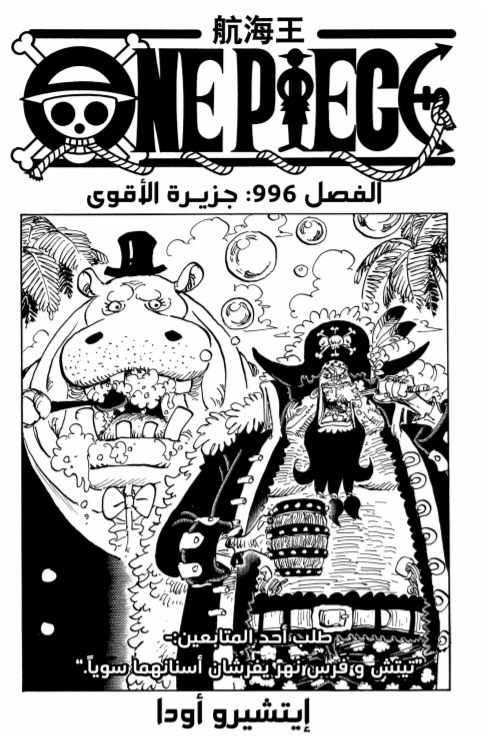 航海王
ONE PIECE
الفصل 996: جزيرة الأقوى
طلب أحد المتابعين:-
"تيتش و فرس نهر يفرشان أسنانهما سوياً."
إيتشيرو أودا